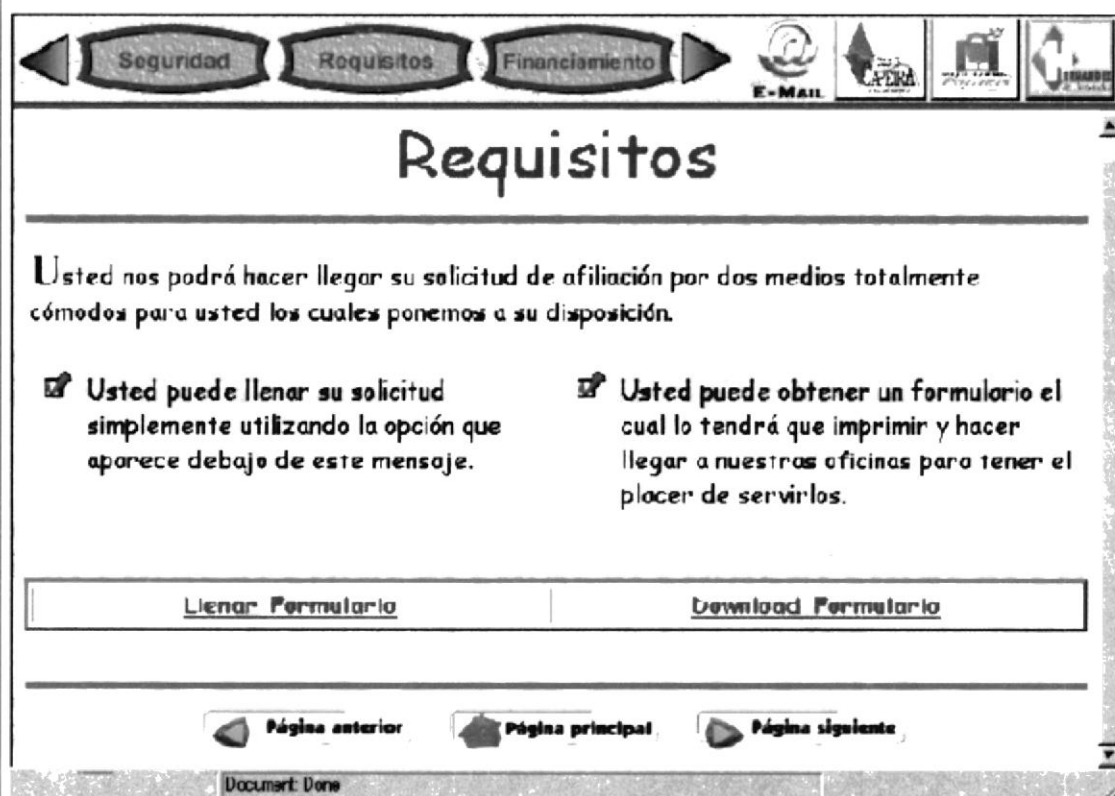 Seguridad Requisitos Financiamiento
E-MAIL
Requisitos
Usted nos podrá hacer llegar su solicitud de afiliación por dos medios totalmente
cómodos para usted los cuales ponemos a su disposición.
Usted puede llenar su solicitud
simplemente utilizando la opción que
aparece debajo de este mensaje.
Usted puede obtener un formulario el
cual lo tendrá que imprimir y hacer
llegar a nuestras oficinas para tener el
placer de servirlos.
Llenar Formulario
Download Formulario
Página anterior Página principal Página siguiente
Document: Done